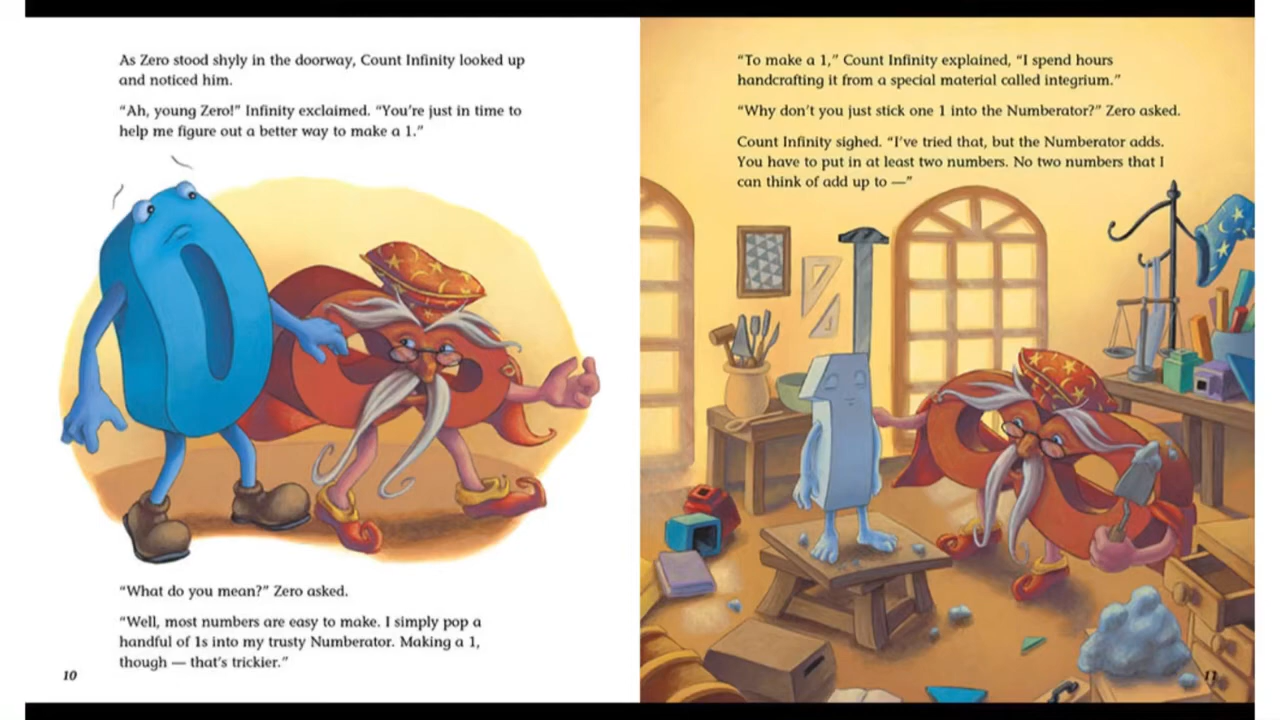 As Zero stood shyly in the doorway, Count Infinity looked up
and noticed him.
“Ah, young Zero!” Infinity exclaimed. “You’re just in time to
help me figure out a better way to make a 1.”
“What do you mean?” Zero asked.
“Well, most numbers are easy to make. I simply pop a
handful of 1s into my trusty Numberator. Making a 1,
though — that’s trickier.”
10
“To make a 1,” Count Infinity explained, “I spend hours
handcrafting it from a special material called integrium.”
“Why don’t you just stick one 1 into the Numberator?” Zero asked.
Count Infinity sighed. “I’ve tried that, but the Numberator adds.
You have to put in at least two numbers. No two numbers that I
can think of add up to —”
11